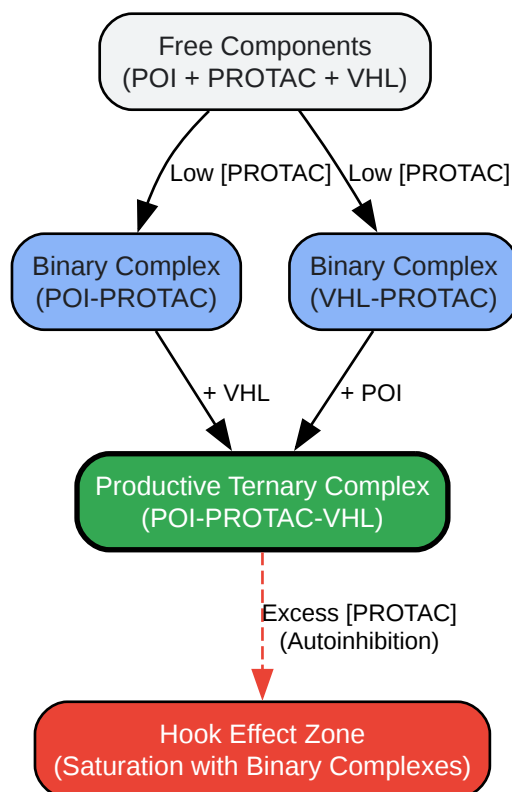 Free Components
(POI + PROTAC + VHL)
Low [PROTAC]
Low [PROTAC]
Binary Complex
(POI-PROTAC)
Binary Complex
(VHL-PROTAC)
+ VHL
+ POI
Productive Ternary Complex
(POI-PROTAC-VHL)
Excess [PROTAC]
(Autoinhibition)
Hook Effect Zone
(Saturation with Binary Complexes)